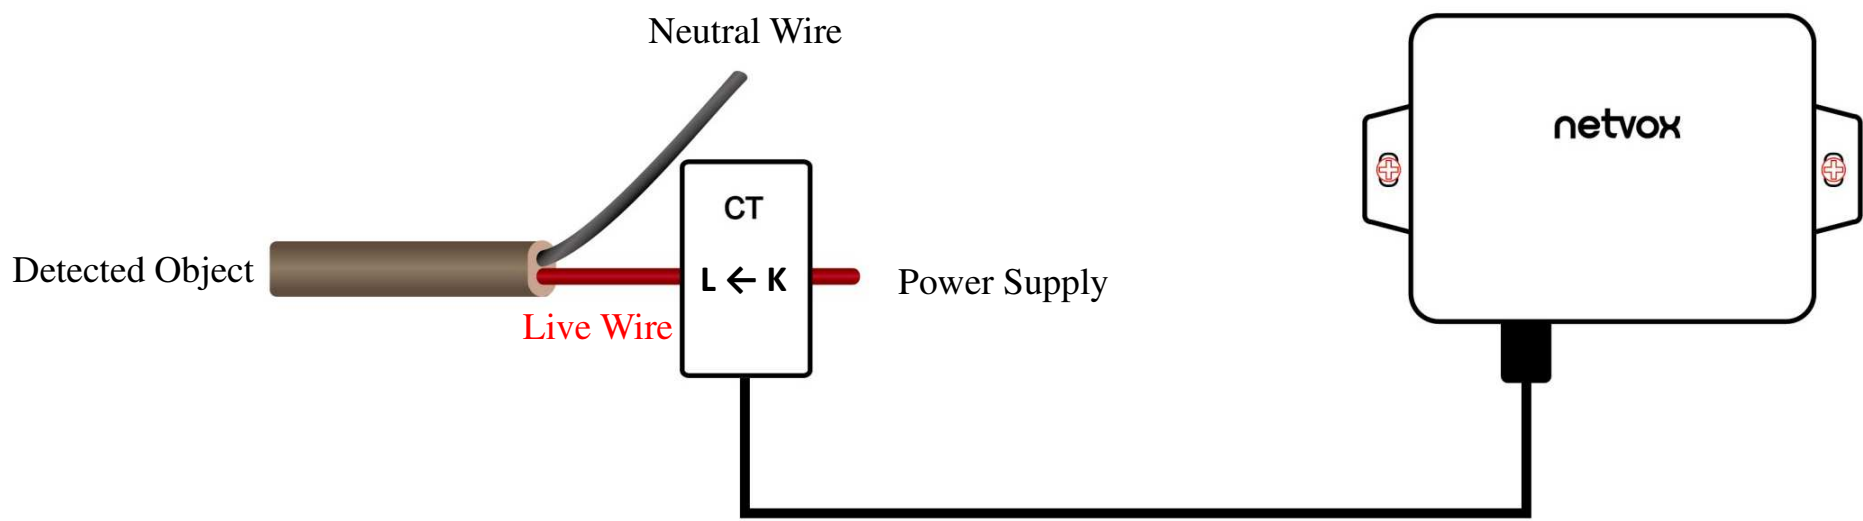 Neutral Wire
netvox
CT
Detected Object
L ← K
Power Supply
Live Wire